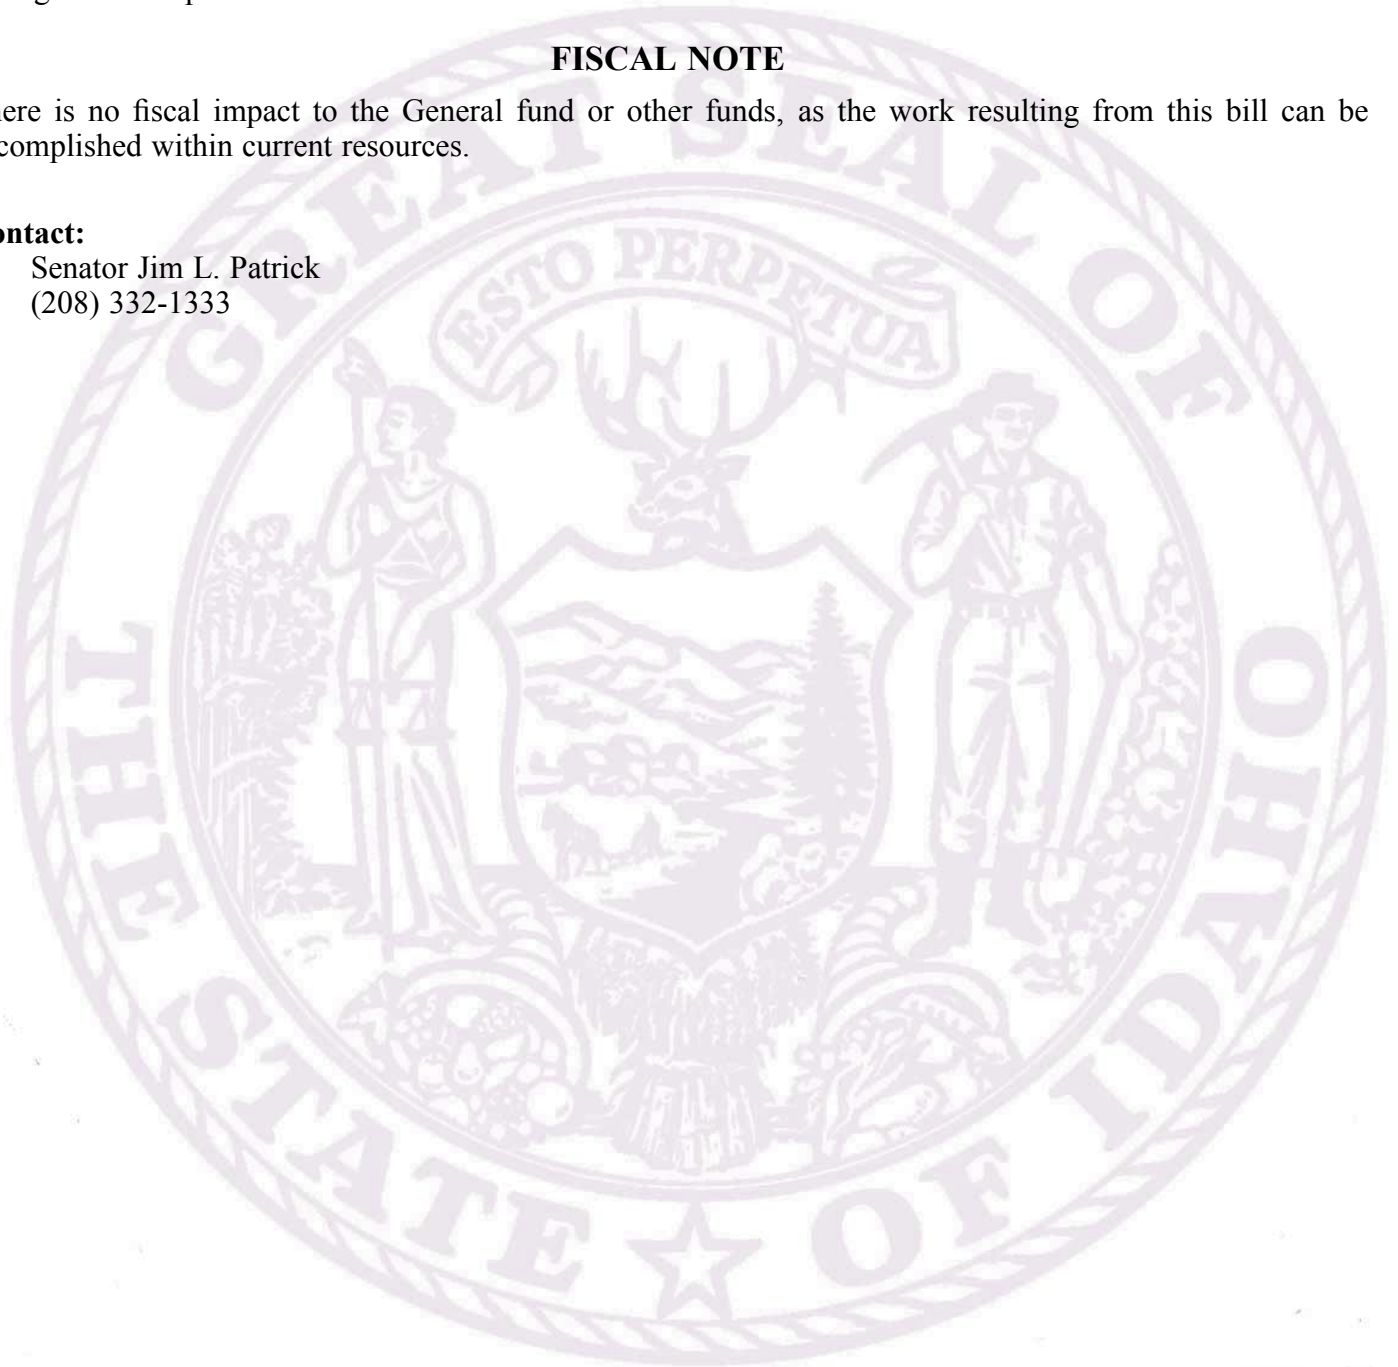 FISCAL NOTE
here is no fiscal impact to the General fund or other funds, as the work resulting from this bill can be
complished within current resources.
ontact:
Senator Jim L. Patrick
(208) 332-1333
GREAT SEAL OF
ESTO PERPETUA
THE
STATE OF IDAHO